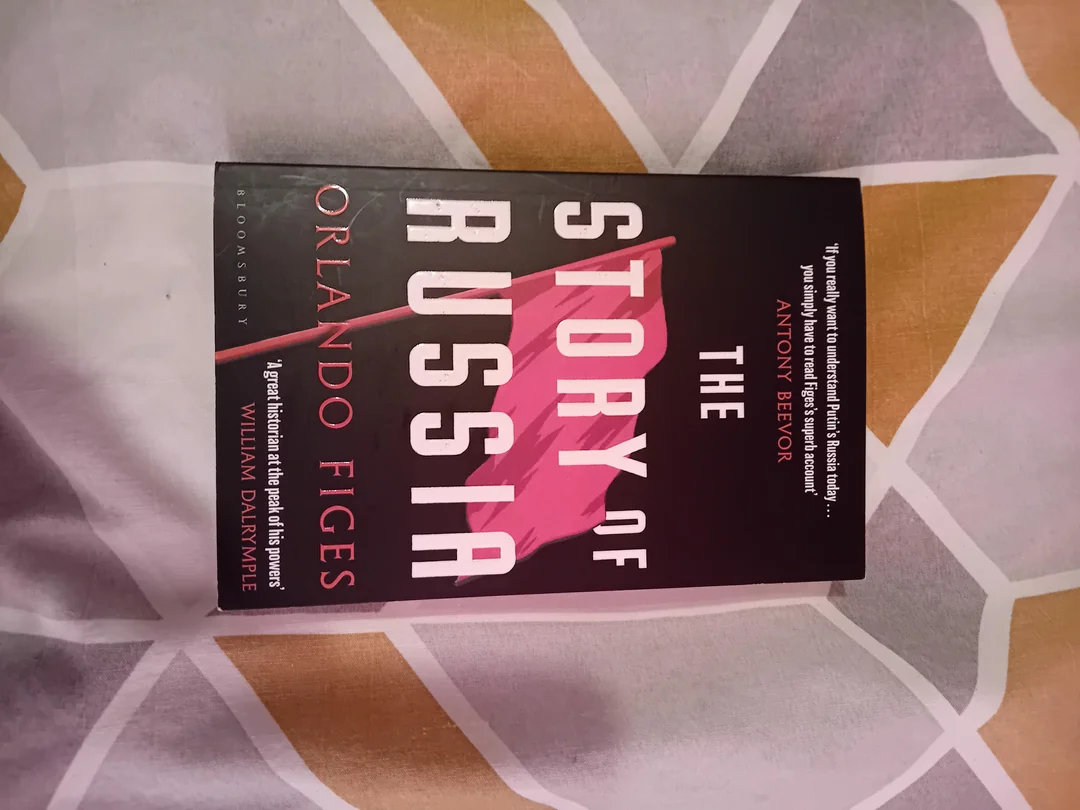 ‘If you really want to understand Putin’s Russia today ...
you simply have to read Figes’s superb account’
ANTONY BEEVOR
THE
STORY OF
RUSSIA
ORLANDO FIGES
‘A great historian at the peak of his powers’
WILLIAM DALRYMPLE
BLOOMSBURY